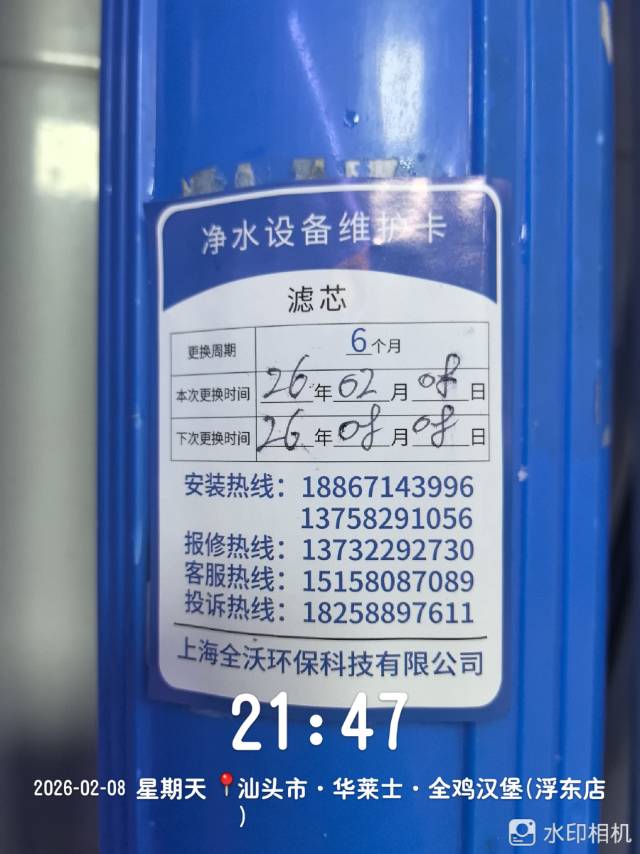 净水设备维护卡
滤芯
更换周期 6个月
本次更换时间 26年02月08日
下次更换时间 26年08月08日
安装热线：18867143996
13758291056
报修热线：13732292730
客服热线：15158087089
投诉热线：18258897611
上海全沃环保科技有限公司
21:47
2026-02-08 星期天 📍汕头市·华莱士·全鸡汉堡(浮东店
)
水印相机